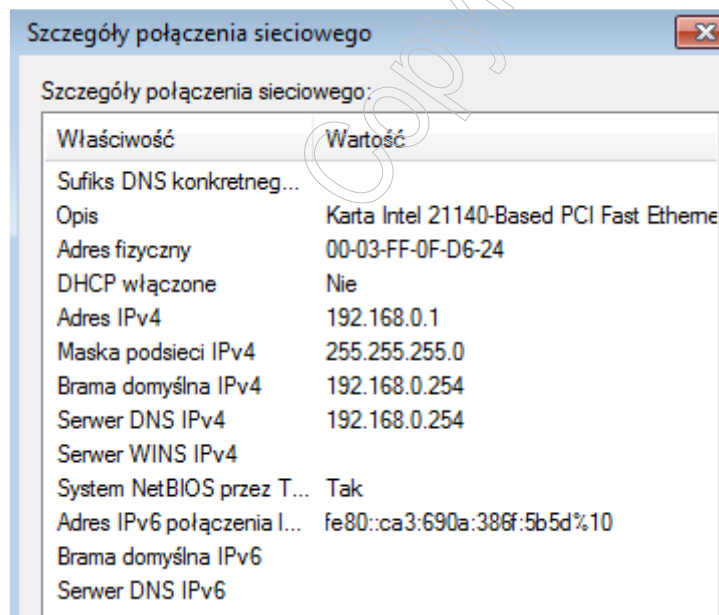 Szczegóły połączenia sieciowego
Szczegóły połączenia sieciowego:
Właściwość Wartość
Sufiks DNS konkretneg...
Opis Karta Intel 21140-Based PCI Fast Etherne
Adres fizyczny 00-03-FF-0F-D6-24
DHCP włączone Nie
Adres IPv4 192.168.0.1
Maska podsieci IPv4 255.255.255.0
Brama domyślna IPv4 192.168.0.254
Serwer DNS IPv4 192.168.0.254
Serwer WINS IPv4
System NetBIOS przez T... Tak
Adres IPv6 połączenia l... fe80::ca3:690a:386f:5b5d%10
Brama domyślna IPv6
Serwer DNS IPv6